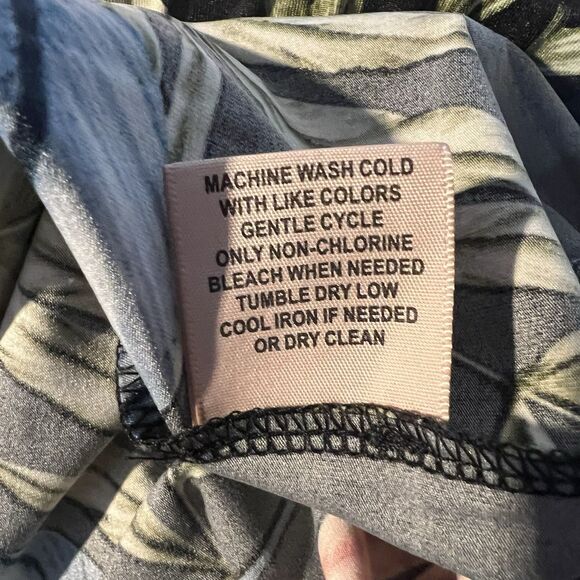 MACHINE WASH COLD
WITH LIKE COLORS
GENTLE CYCLE
ONLY NON-CHLORINE
BLEACH WHEN NEEDED
TUMBLE DRY LOW
COOL IRON IF NEEDED
OR DRY CLEAN